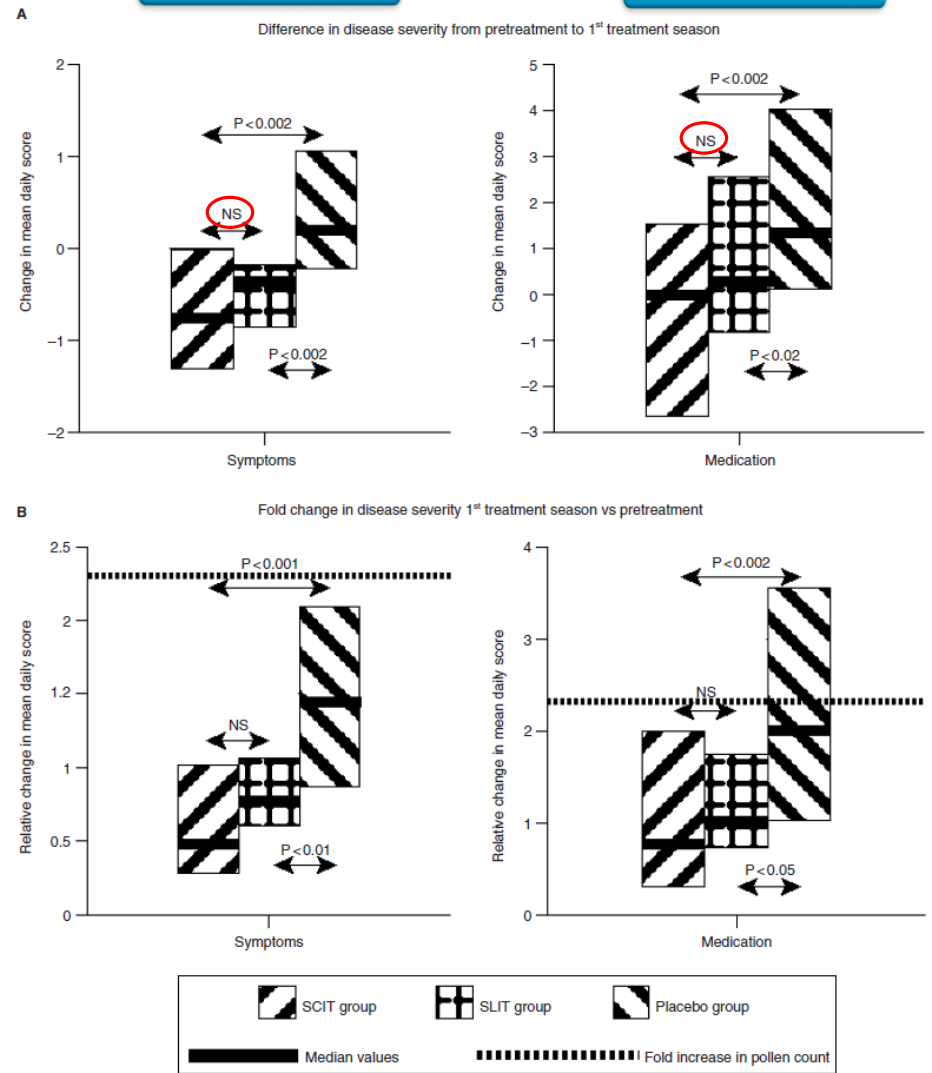 A
Difference in disease severity from pretreatment to 1st treatment season
2
1
0
−1
−2
Change in mean daily score
P<0.002
NS
P<0.002
Symptoms
5
4
3
2
1
0
−1
−2
−3
Change in mean daily score
P<0.002
NS
P<0.02
Medication
B
Fold change in disease severity 1st treatment season vs pretreatment
2.5
2
1.2
1
0.5
0
Relative change in mean daily score
P<0.001
NS
P<0.01
Symptoms
4
3
2
1
0
Relative change in mean daily score
P<0.002
NS
P<0.05
Medication
SCIT group
SLIT group
Placebo group
Median values
Fold increase in pollen count